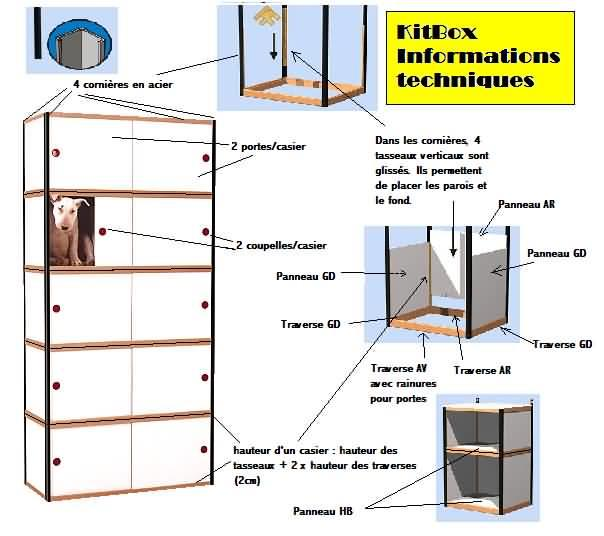 KitBox
Informations
techniques
4 cornières en acier
2 portes/casier
Dans les cornières, 4
tasseaux verticaux sont
glissés. Ils permettent
de placer les parois et
le fond.
Panneau AR
2 coupelles/casier
Panneau GD
Panneau GD
Traverse GD
Traverse GD
Traverse AV
avec rainures
pour portes
Traverse AR
hauteur d'un casier : hauteur des
tasseaux + 2 x hauteur des traverses
(2cm)
Panneau HB